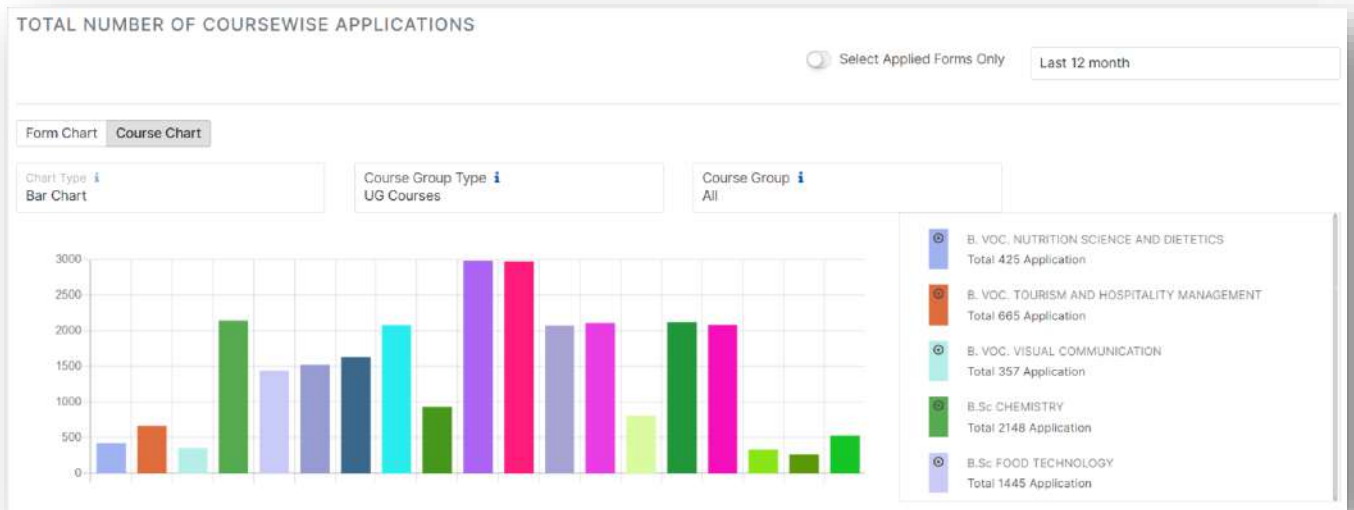 TOTAL NUMBER OF COURSEWISE APPLICATIONS
Select Applied Forms Only
Last 12 month
Form Chart
Course Chart
Chart Type i
Bar Chart
Course Group Type i
UG Courses
Course Group i
All
3000
2500
2000
1500
1000
500
0
B. VOC. NUTRITION SCIENCE AND DIETETICS
Total 425 Application
B. VOC. TOURISM AND HOSPITALITY MANAGEMENT
Total 665 Application
B. VOC. VISUAL COMMUNICATION
Total 357 Application
B.Sc CHEMISTRY
Total 2148 Application
B.Sc FOOD TECHNOLOGY
Total 1445 Application